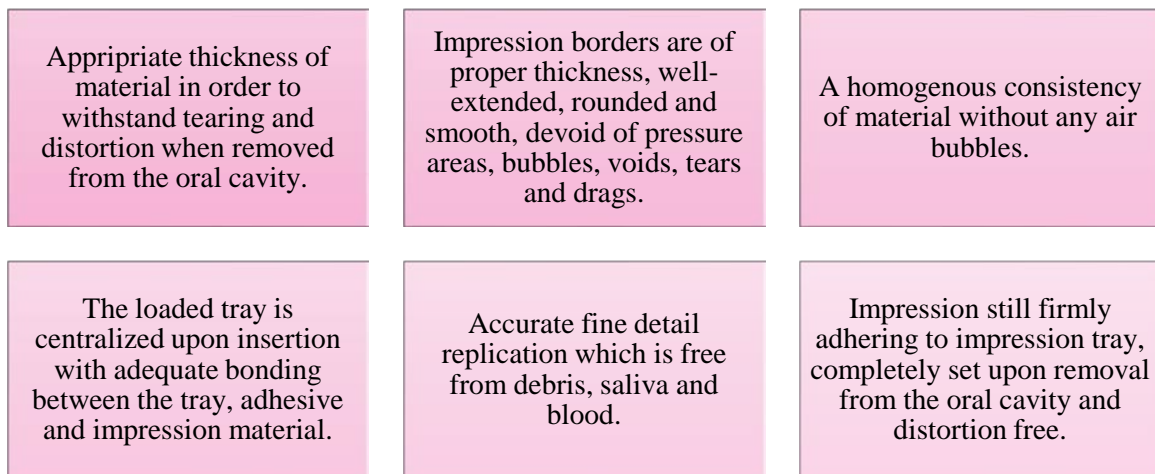 Appripriate thickness of
material in order to
withstand tearing and
distortion when removed
from the oral cavity.
Impression borders are of
proper thickness, well-
extended, rounded and
smooth, devoid of pressure
areas, bubbles, voids, tears
and drags.
A homogenous consistency
of material without any air
bubbles.
The loaded tray is
centralized upon insertion
with adequate bonding
between the tray, adhesive
and impression material.
Accurate fine detail
replication which is free
from debris, saliva and
blood.
Impression still firmly
adhering to impression tray,
completely set upon removal
from the oral cavity and
distortion free.